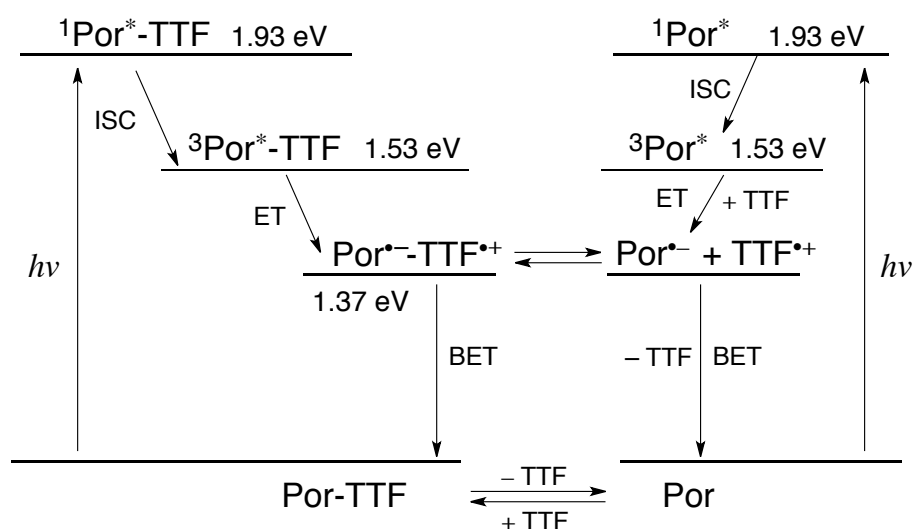 ¹Por*-TTF 1.93 eV
¹Por* 1.93 eV
ISC
ISC
³Por*-TTF 1.53 eV
³Por* 1.53 eV
ET
ET + TTF
Por•−-TTF•+
Por•− + TTF•+
hν
hν
1.37 eV
BET
− TTF BET
Por-TTF
− TTF
+ TTF
Por